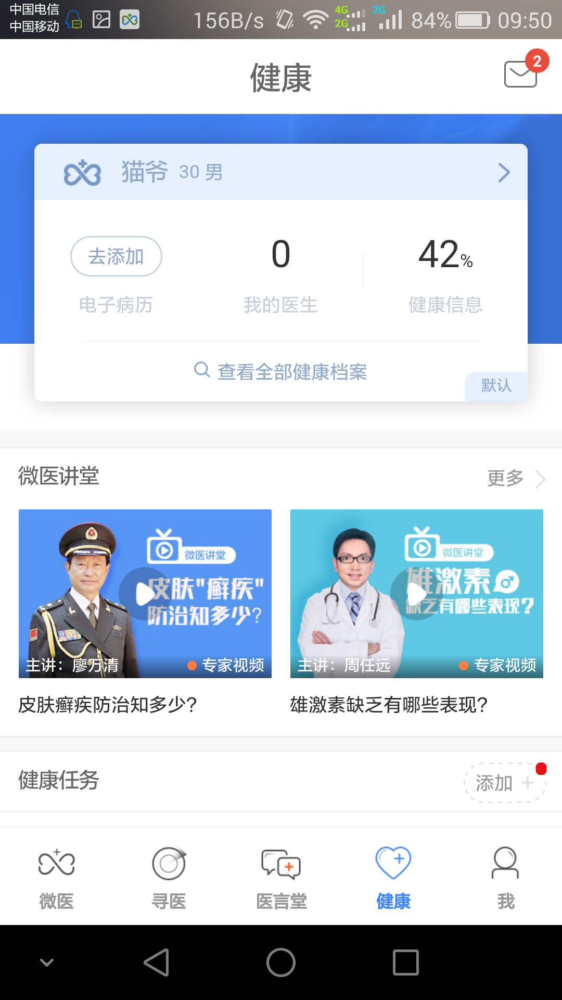 中国电信
中国移动
156B/s 4G 2G 2G 84% 09:50
健康
2
猫爷 30 男
去添加 0 42%
电子病历 我的医生 健康信息
查看全部健康档案
默认
微医讲堂 更多
微医讲堂
皮肤"癣疾"
防治知多少?
主讲：廖万清 专家视频
微医讲堂
雄激素
缺乏有哪些表现?
主讲：周任远 专家视频
皮肤癣疾防治知多少?
雄激素缺乏有哪些表现?
健康任务 添加 +
微医 寻医 医言堂 健康 我